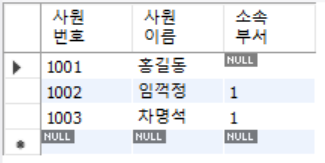 사원 번호 사원 이름 소속 부서
1001 홍길동 NULL
1002 임꺽정 1
1003 차명석 1
NULL NULL NULL